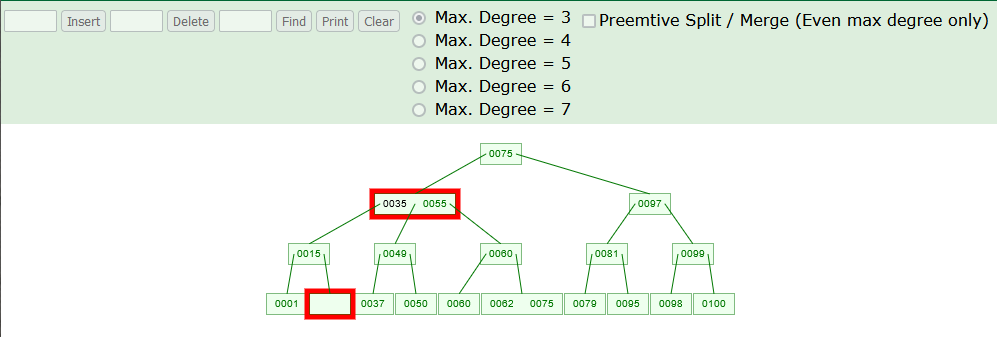 Insert Delete Find Print Clear
Max. Degree = 3
Max. Degree = 4
Max. Degree = 5
Max. Degree = 6
Max. Degree = 7
Preemtive Split / Merge (Even max degree only)
0075
0035 0055 0097
0015 0049 0060 0081 0099
0001 0037 0050 0060 0062 0075 0079 0095 0098 0100